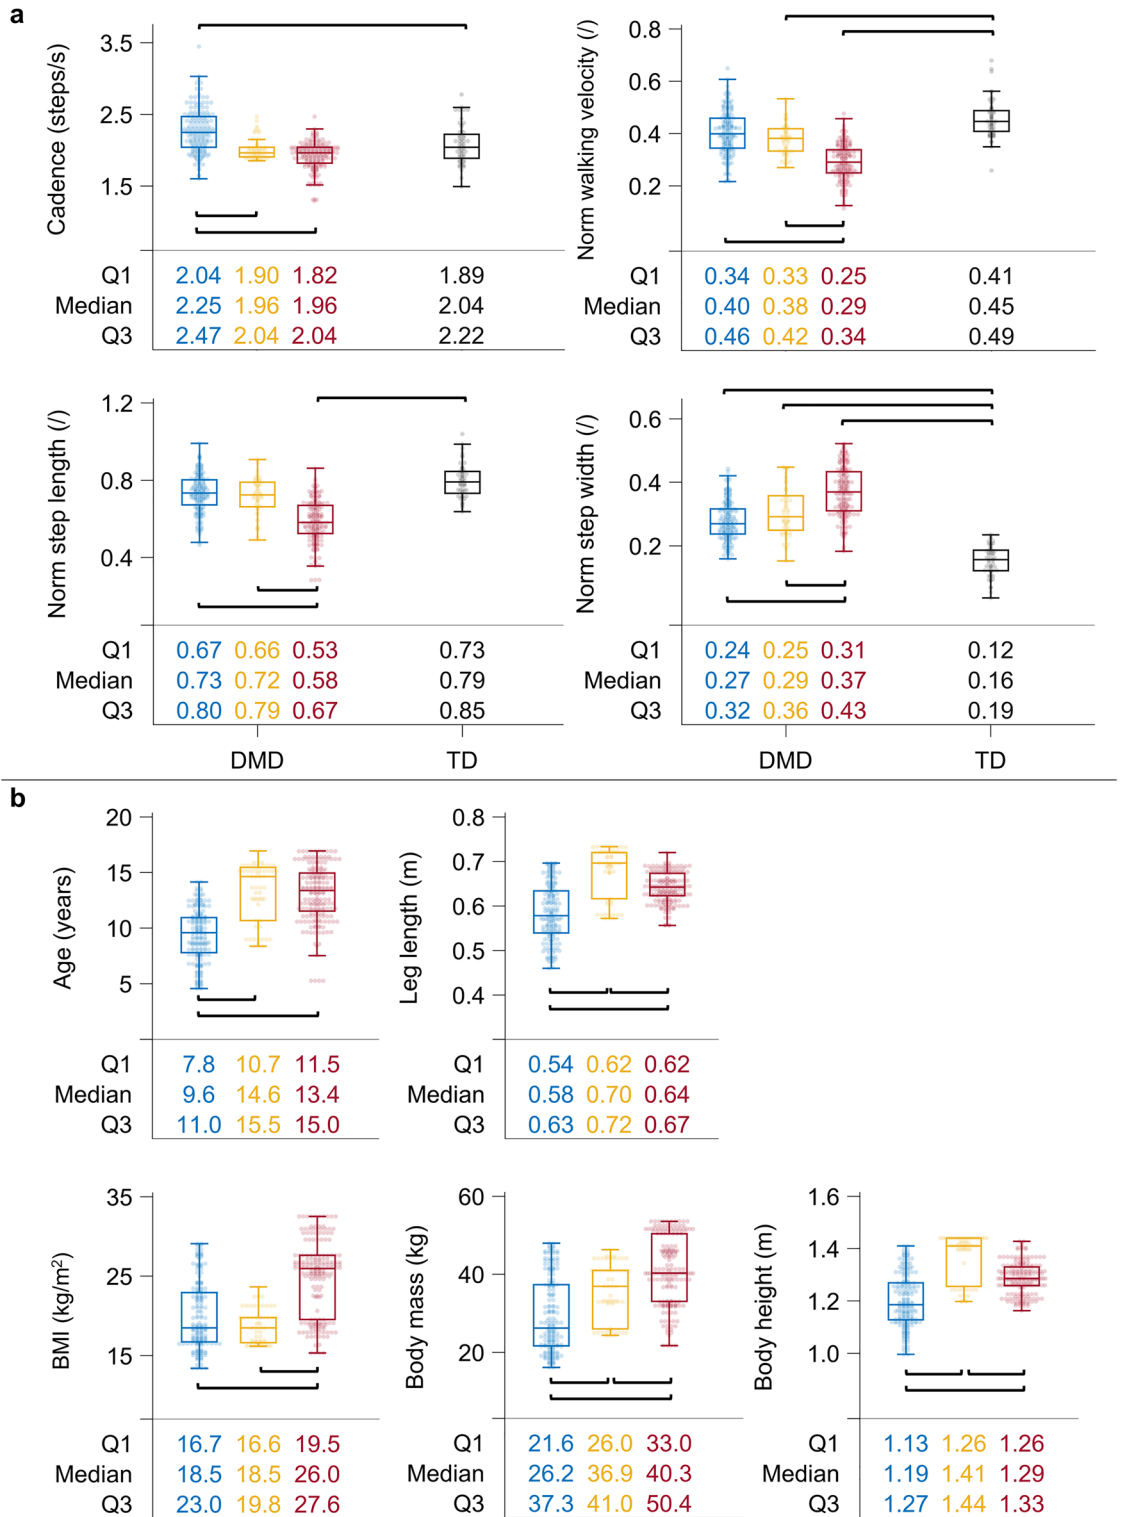 a
Cadence (steps/s)
3.5
2.5
1.5
Q1 2.04 1.90 1.82 1.89
Median 2.25 1.96 1.96 2.04
Q3 2.47 2.04 2.04 2.22
Norm walking velocity (/)
0.8
0.6
0.4
0.2
0.34 0.33 0.25 0.41
0.40 0.38 0.29 0.45
0.46 0.42 0.34 0.49
Norm step length (/)
1.2
0.8
0.4
Q1 0.67 0.66 0.53 0.73
Median 0.73 0.72 0.58 0.79
Q3 0.80 0.79 0.67 0.85
DMD TD
Norm step width (/)
0.6
0.4
0.2
Q1 0.24 0.25 0.31 0.12
Median 0.27 0.29 0.37 0.16
Q3 0.32 0.36 0.43 0.19
DMD TD
b
Age (years)
20
15
10
5
Q1 7.8 10.7 11.5
Median 9.6 14.6 13.4
Q3 11.0 15.5 15.0
Leg length (m)
0.8
0.7
0.6
0.5
0.4
Q1 0.54 0.62 0.62
Median 0.58 0.70 0.64
Q3 0.63 0.72 0.67
BMI (kg/m²)
35
25
15
Q1 16.7 16.6 19.5
Median 18.5 18.5 26.0
Q3 23.0 19.8 27.6
Body mass (kg)
60
40
20
Q1 21.6 26.0 33.0
Median 26.2 36.9 40.3
Q3 37.3 41.0 50.4
Body height (m)
1.6
1.4
1.2
1.0
Q1 1.13 1.26 1.26
Median 1.19 1.41 1.29
Q3 1.27 1.44 1.33